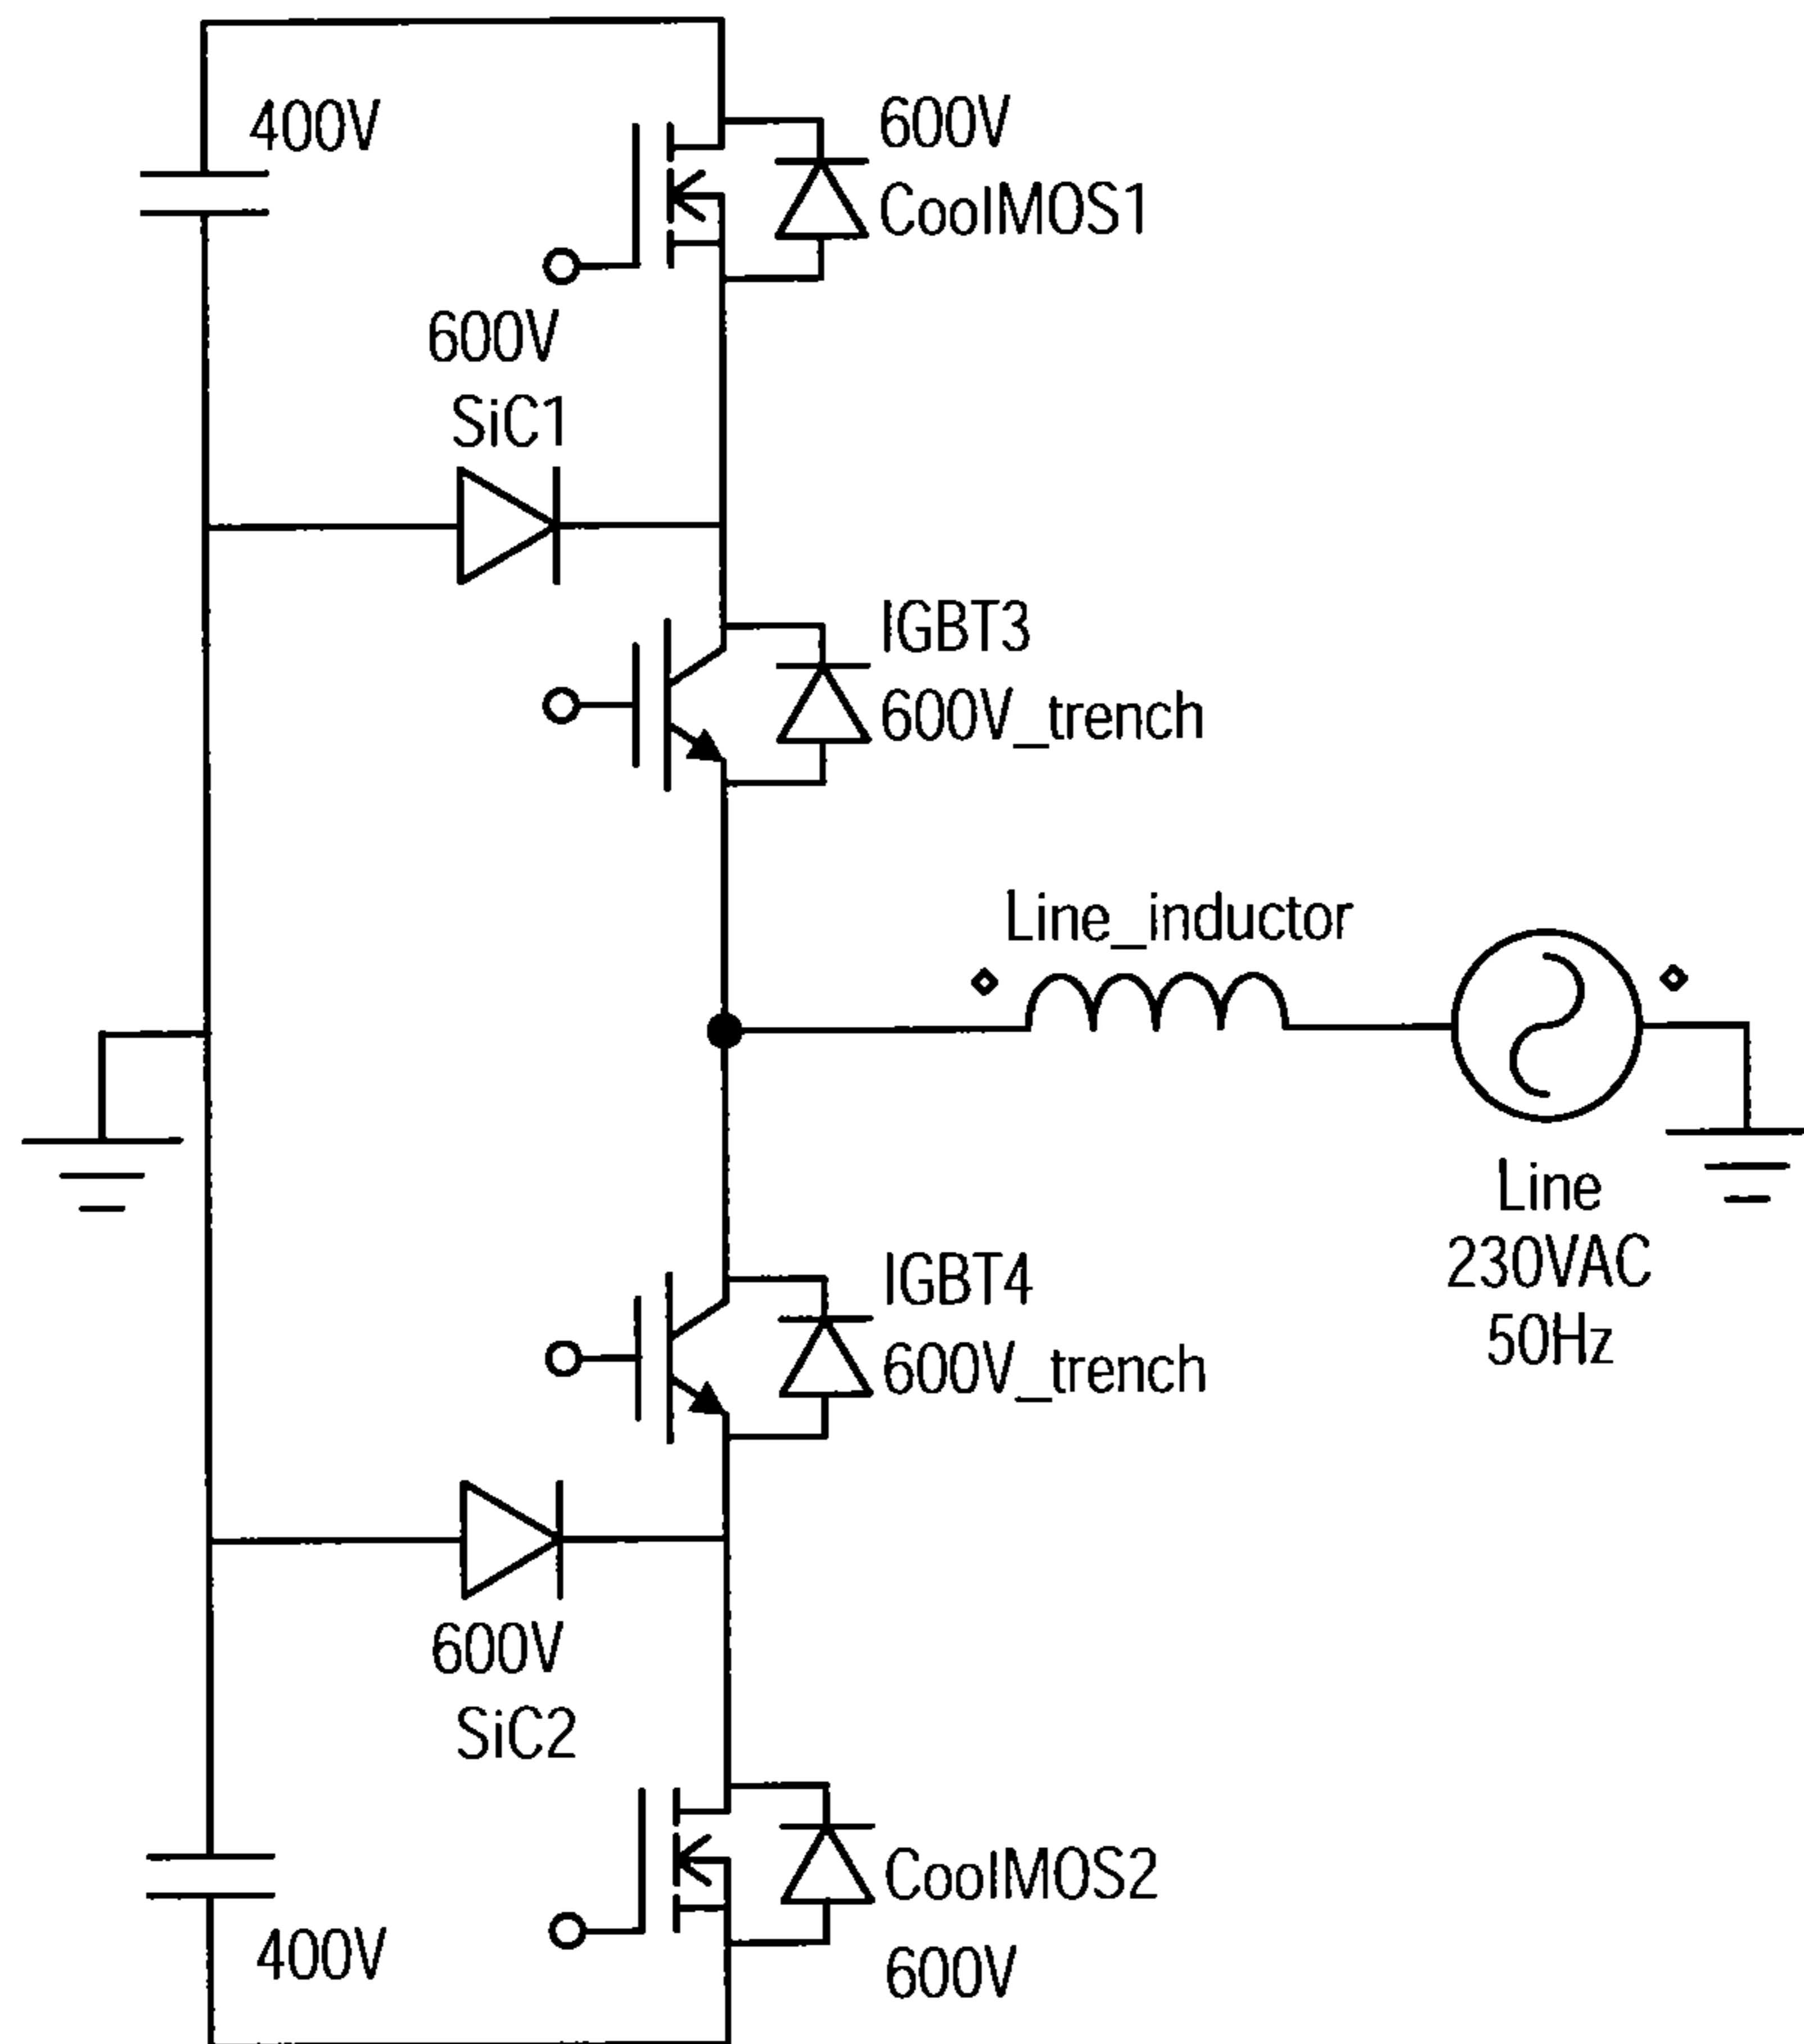 400V
600V
CoolMOS1
600V
SiC1
IGBT3
600V_trench
Line_inductor
Line
230VAC
50Hz
IGBT4
600V_trench
600V
SiC2
CoolMOS2
600V
400V